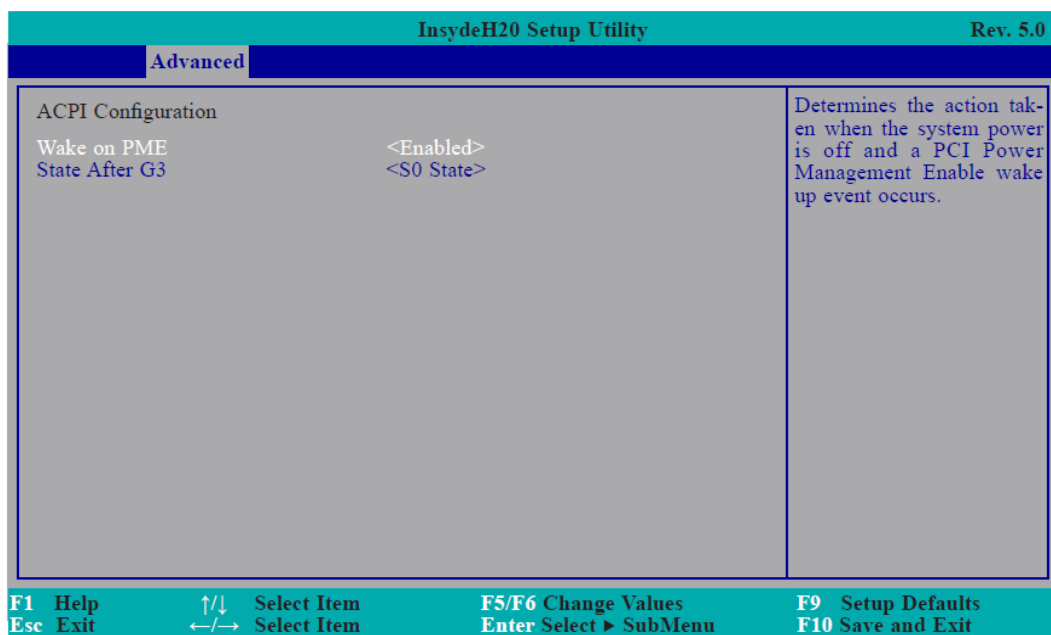 InsydeH20 Setup Utility Rev. 5.0
Advanced
ACPI Configuration
Wake on PME <Enabled>
State After G3 <S0 State>
Determines the action tak-
en when the system power
is off and a PCI Power
Management Enable wake
up event occurs.
F1 Help ↑/↓ Select Item F5/F6 Change Values F9 Setup Defaults
Esc Exit ←/→ Select Item Enter Select ▶ SubMenu F10 Save and Exit